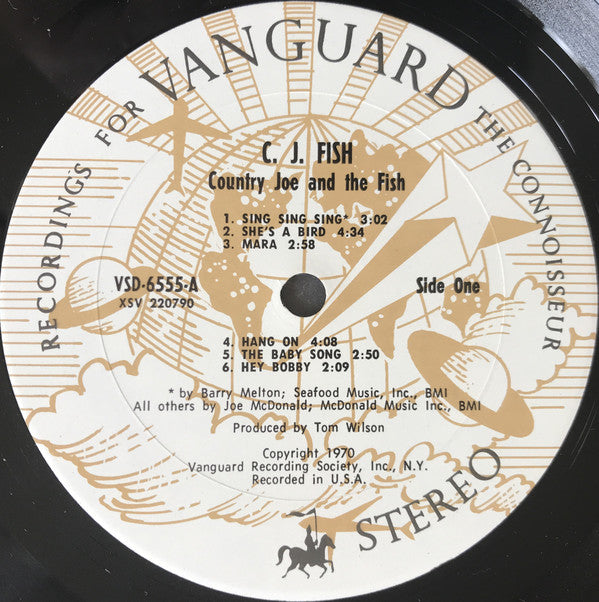 RECORDINGS FOR VANGUARD THE CONNOISSEUR
C. J. FISH
Country Joe and the Fish
1. SING SING SING* 3:02
2. SHE'S A BIRD 4:34
3. MARA 2:58
VSD-6555-A
XSV 220790
Side One
4. HANG ON 4:08
5. THE BABY SONG 2:50
6. HEY BOBBY 2:09
* by Barry Melton; Seafood Music, Inc., BMI
All others by Joe McDonald; McDonald Music Inc., BMI
Produced by Tom Wilson
Copyright 1970
Vanguard Recording Society, Inc., N.Y.
Recorded in U.S.A.
STEREO